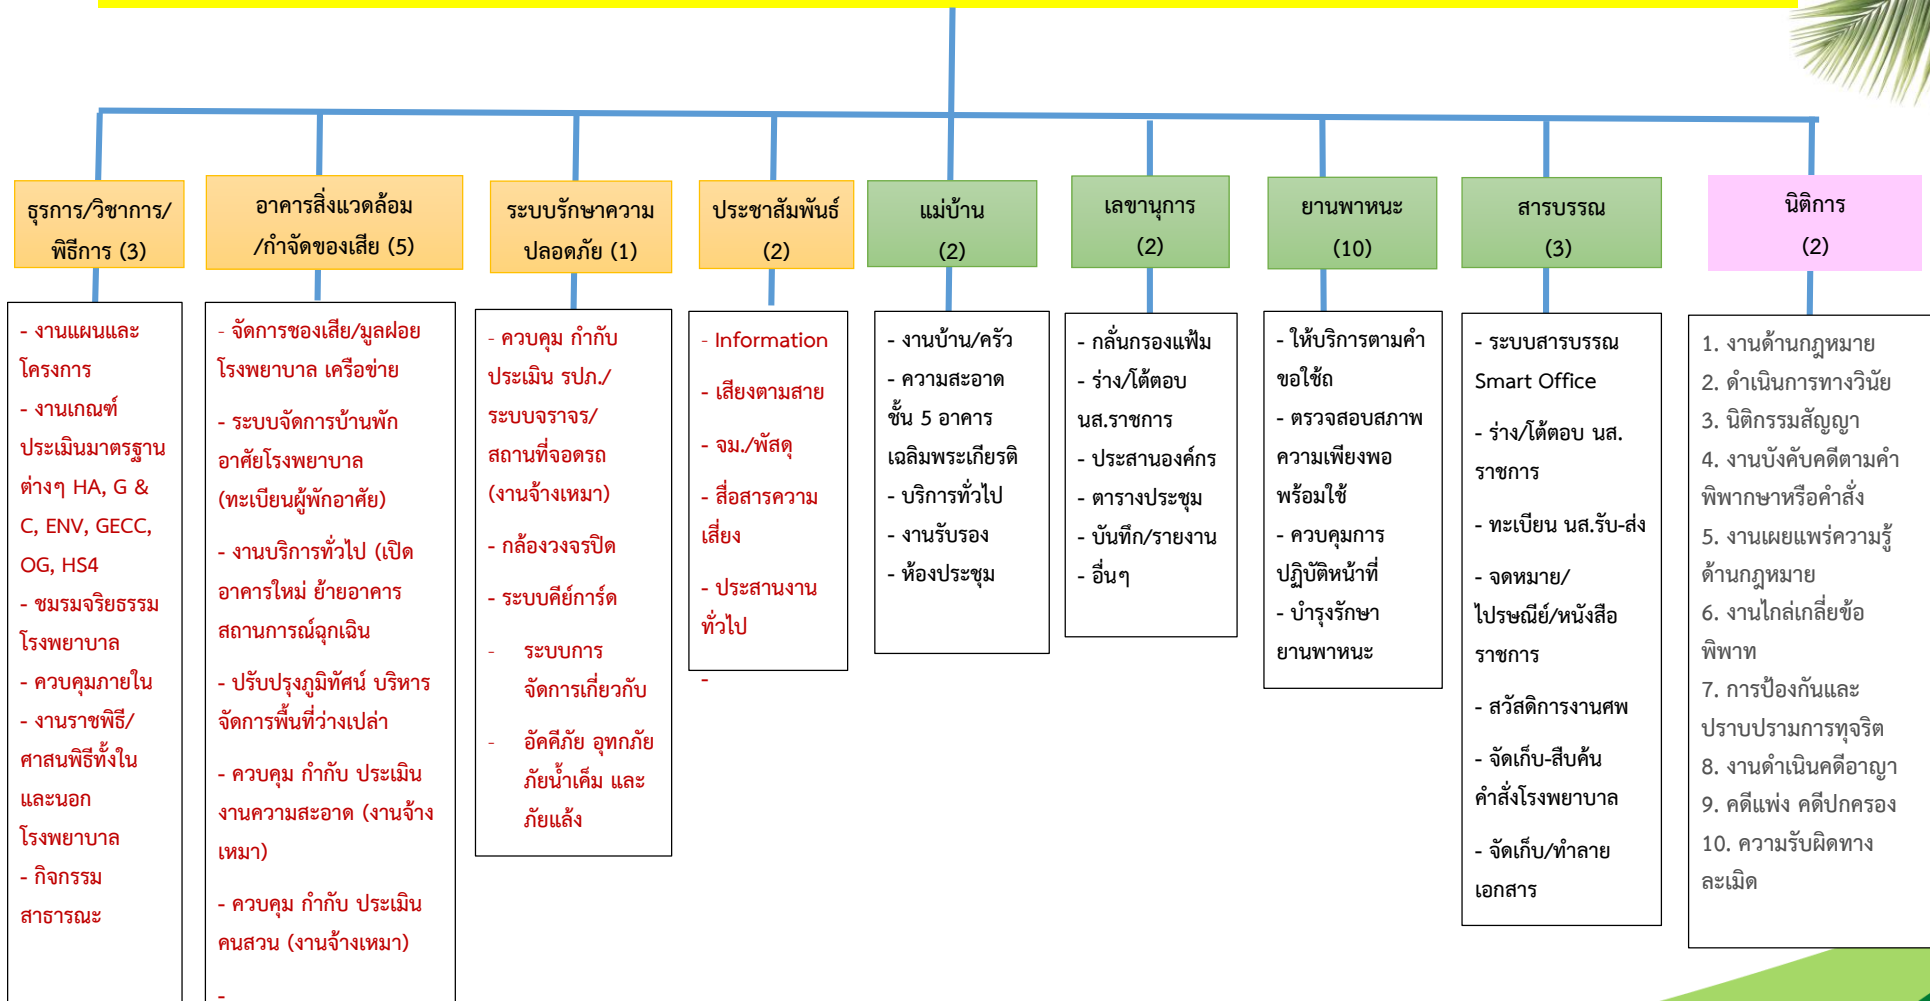 ธุรการ/วิชาการ/
พิธีการ (3)
อาคารสิ่งแวดล้อม
/กำจัดของเสีย (5)
ระบบรักษาความ
ปลอดภัย (1)
ประชาสัมพันธ์
(2)
แม่บ้าน
(2)
เลขานุการ
(2)
ยานพาหนะ
(10)
สารบรรณ
(3)
นิติการ
(2)
- งานแผนและ
โครงการ
- งานเกณฑ์
ประเมินมาตรฐาน
ต่างๆ HA, G &
C, ENV, GECC,
OG, HS4
- ชมรมจริยธรรม
โรงพยาบาล
- ควบคุมภายใน
- งานราชพิธี/
ศาสนพิธีทั้งใน
และนอก
โรงพยาบาล
- กิจกรรม
สาธารณะ
- จัดการชองเสีย/มูลฝอย
โรงพยาบาล เครือข่าย
- ระบบจัดการบ้านพัก
อาศัยโรงพยาบาล
(ทะเบียนผู้พักอาศัย)
- งานบริการทั่วไป (เปิด
อาคารใหม่ ย้ายอาคาร
สถานการณ์ฉุกเฉิน
- ปรับปรุงภูมิทัศน์ บริหาร
จัดการพื้นที่ว่างเปล่า
- ควบคุม กำกับ ประเมิน
งานความสะอาด (งานจ้าง
เหมา)
- ควบคุม กำกับ ประเมิน
คนสวน (งานจ้างเหมา)
-
- ควบคุม กำกับ
ประเมิน รปภ./
ระบบจราจร/
สถานที่จอดรถ
(งานจ้างเหมา)
- กล้องวงจรปิด
- ระบบคีย์การ์ด
- ระบบการ
จัดการเกี่ยวกับ
- อัคคีภัย อุทกภัย
ภัยน้ำเค็ม และ
ภัยแล้ง
- Information
- เสียงตามสาย
- จม./พัสดุ
- สื่อสารความ
เสี่ยง
- ประสานงาน
ทั่วไป
-
- งานบ้าน/ครัว
- ความสะอาด
ชั้น 5 อาคาร
เฉลิมพระเกียรติ
- บริการทั่วไป
- งานรับรอง
- ห้องประชุม
- กลั่นกรองแฟ้ม
- ร่าง/โต้ตอบ
นส.ราชการ
- ประสานองค์กร
- ตารางประชุม
- บันทึก/รายงาน
- อื่นๆ
- ให้บริการตามคำ
ขอใช้ถ
- ตรวจสอบสภาพ
ความเพียงพอ
พร้อมใช้
- ควบคุมการ
ปฏิบัติหน้าที่
- บำรุงรักษา
ยานพาหนะ
- ระบบสารบรรณ
Smart Office
- ร่าง/โต้ตอบ นส.
ราชการ
- ทะเบียน นส.รับ-ส่ง
- จดหมาย/
ไปรษณีย์/หนังสือ
ราชการ
- สวัสดิการงานศพ
- จัดเก็บ-สืบค้น
คำสั่งโรงพยาบาล
- จัดเก็บ/ทำลาย
เอกสาร
1. งานด้านกฎหมาย
2. ดำเนินการทางวินัย
3. นิติกรรมสัญญา
4. งานบังคับคดีตามคำ
พิพากษาหรือคำสั่ง
5. งานเผยแพร่ความรู้
ด้านกฎหมาย
6. งานไกล่เกลี่ยข้อ
พิพาท
7. การป้องกันและ
ปราบปรามการทุจริต
8. งานดำเนินคดีอาญา
9. คดีแพ่ง คดีปกครอง
10. ความรับผิดทาง
ละเมิด